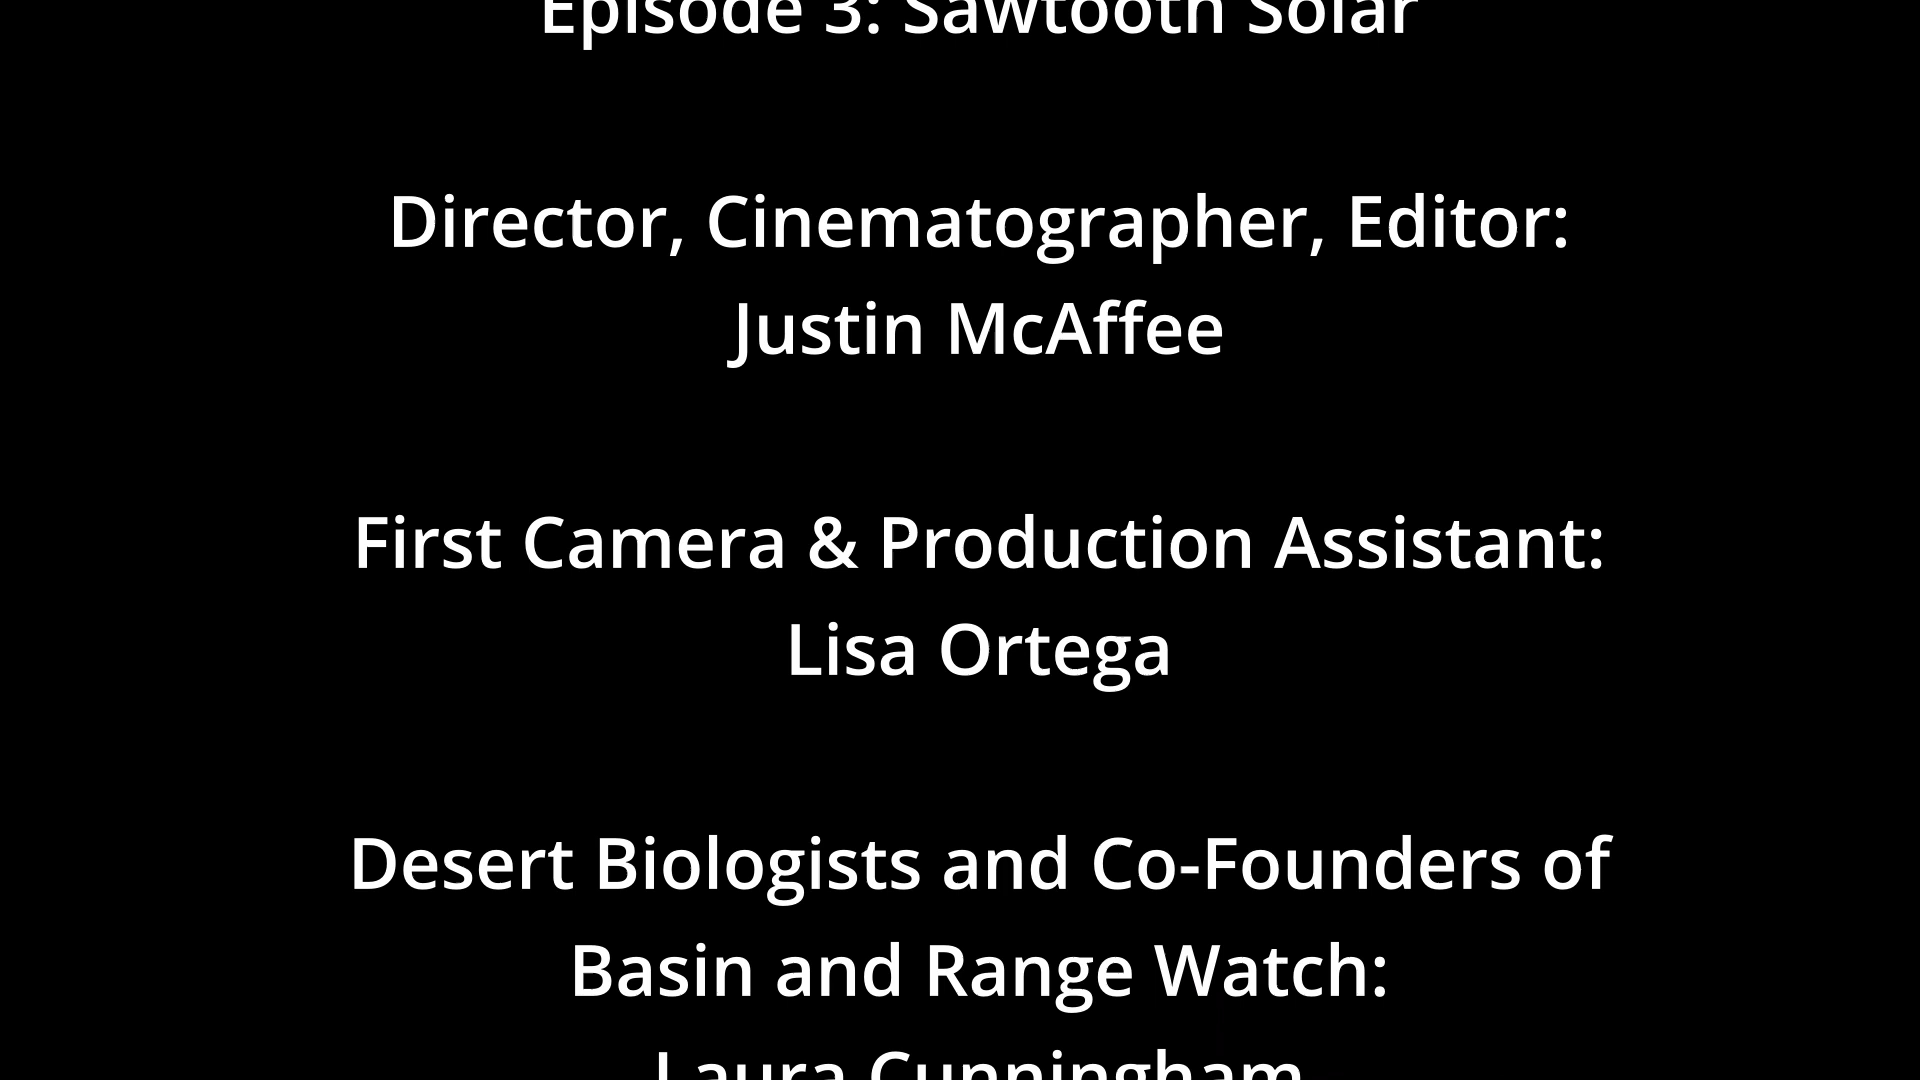 Episode 3: Sawtooth Solar
Director, Cinematographer, Editor:
Justin McAffee
First Camera & Production Assistant:
Lisa Ortega
Desert Biologists and Co-Founders of
Basin and Range Watch:
Laura Cunningham